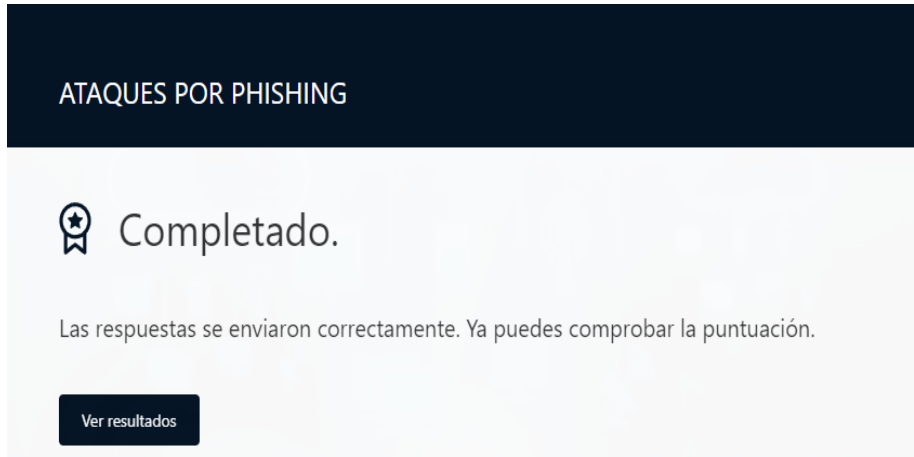 ATAQUES POR PHISHING
Completado.
Las respuestas se enviaron correctamente. Ya puedes comprobar la puntuación.
Ver resultados